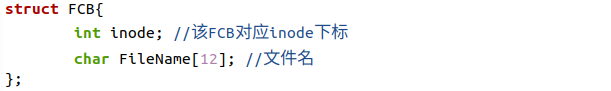 struct FCB{
int inode; //该FCB对应inode下标
char FileName[12]; //文件名
};